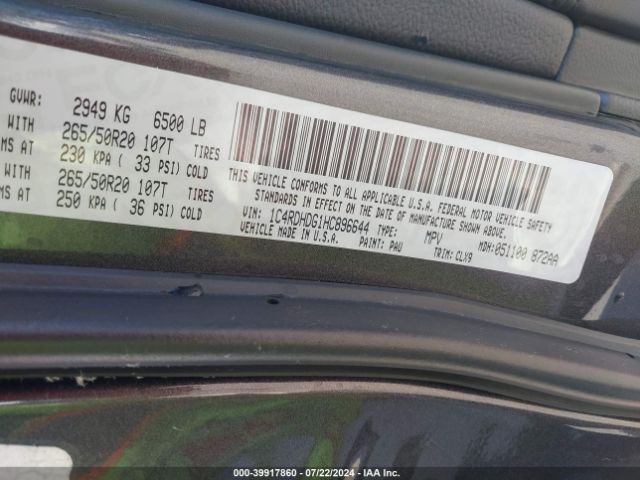 GVWR: 2949 KG 6500 LB
WITH 265/50R20 107T TIRES
MS AT 230 KPA ( 33 PSI) COLD
WITH 265/50R20 107T TIRES
MS AT 250 KPA ( 36 PSI) COLD
THIS VEHICLE CONFORMS TO ALL APPLICABLE U.S.A. FEDERAL MOTOR VEHICLE SAFETY
STANDARDS IN EFFECT ON THE DATE OF MANUFACTURE SHOWN ABOVE.
VIN: 1C4RDHDG1HC896644 TYPE: MPV MDH:051100 872AA
VEHICLE MADE IN U.S.A. PAINT: PAU TRIM: CLX9
000-39917860 - 07/22/2024 - IAA Inc.